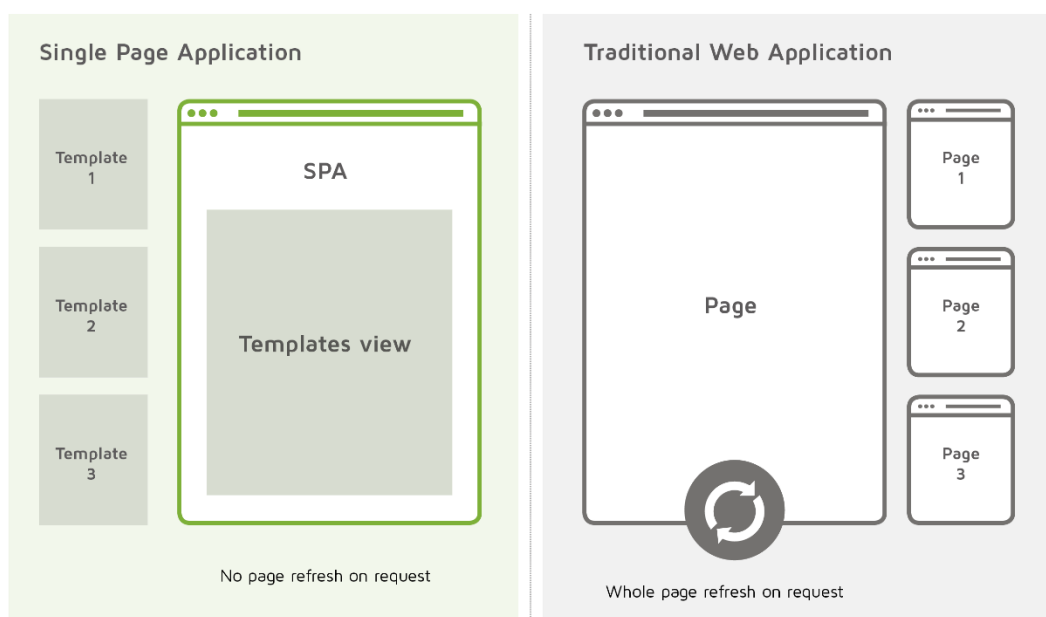 Single Page Application
Template
1
Template
2
Template
3
SPA
Templates view
No page refresh on request
Traditional Web Application
Page
Page
1
Page
2
Page
3
Whole page refresh on request